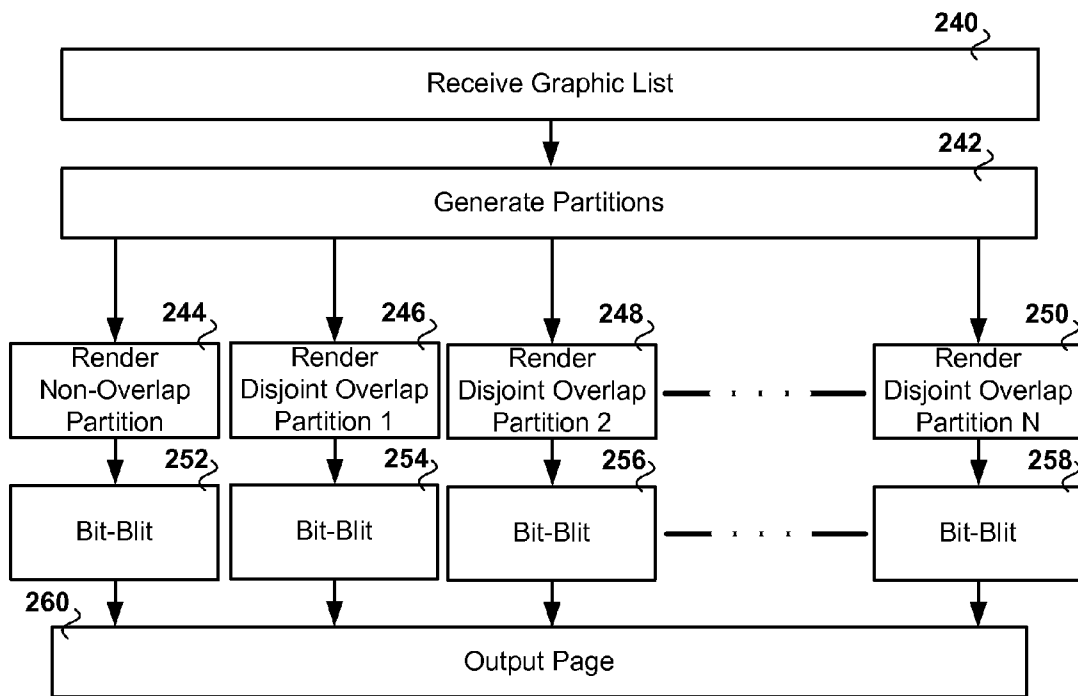 240
Receive Graphic List
242
Generate Partitions
244
Render
Non-Overlap
Partition
246
Render
Disjoint Overlap
Partition 1
248
Render
Disjoint Overlap
Partition 2
250
Render
Disjoint Overlap
Partition N
252
Bit-Blit
254
Bit-Blit
256
Bit-Blit
258
Bit-Blit
260
Output Page